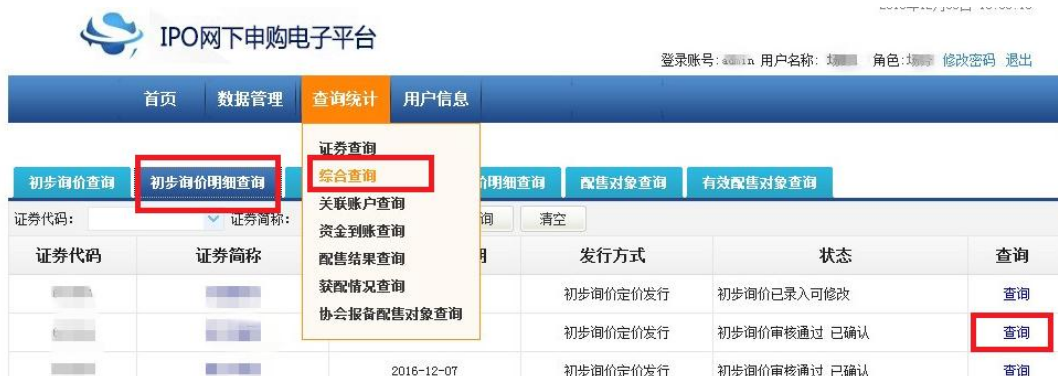 IPO网下申购电子平台
登录账号: 用户名称: 角色: 修改密码 退出
首页 数据管理 查询统计 用户信息
证券查询
综合查询
关联账户查询
资金到账查询
配售结果查询
获配情况查询
协会报备配售对象查询
初步询价查询 初步询价明细查询 明细查询 配售对象查询 有效配售对象查询
证券代码: 证券简称: 询 清空
证券代码 证券简称 发行方式 状态 查询
初步询价定价发行 初步询价已录入可修改 查询
初步询价定价发行 初步询价审核通过 已确认 查询
2016-12-07 初步询价定价发行 初步询价审核通过 已确认 查询